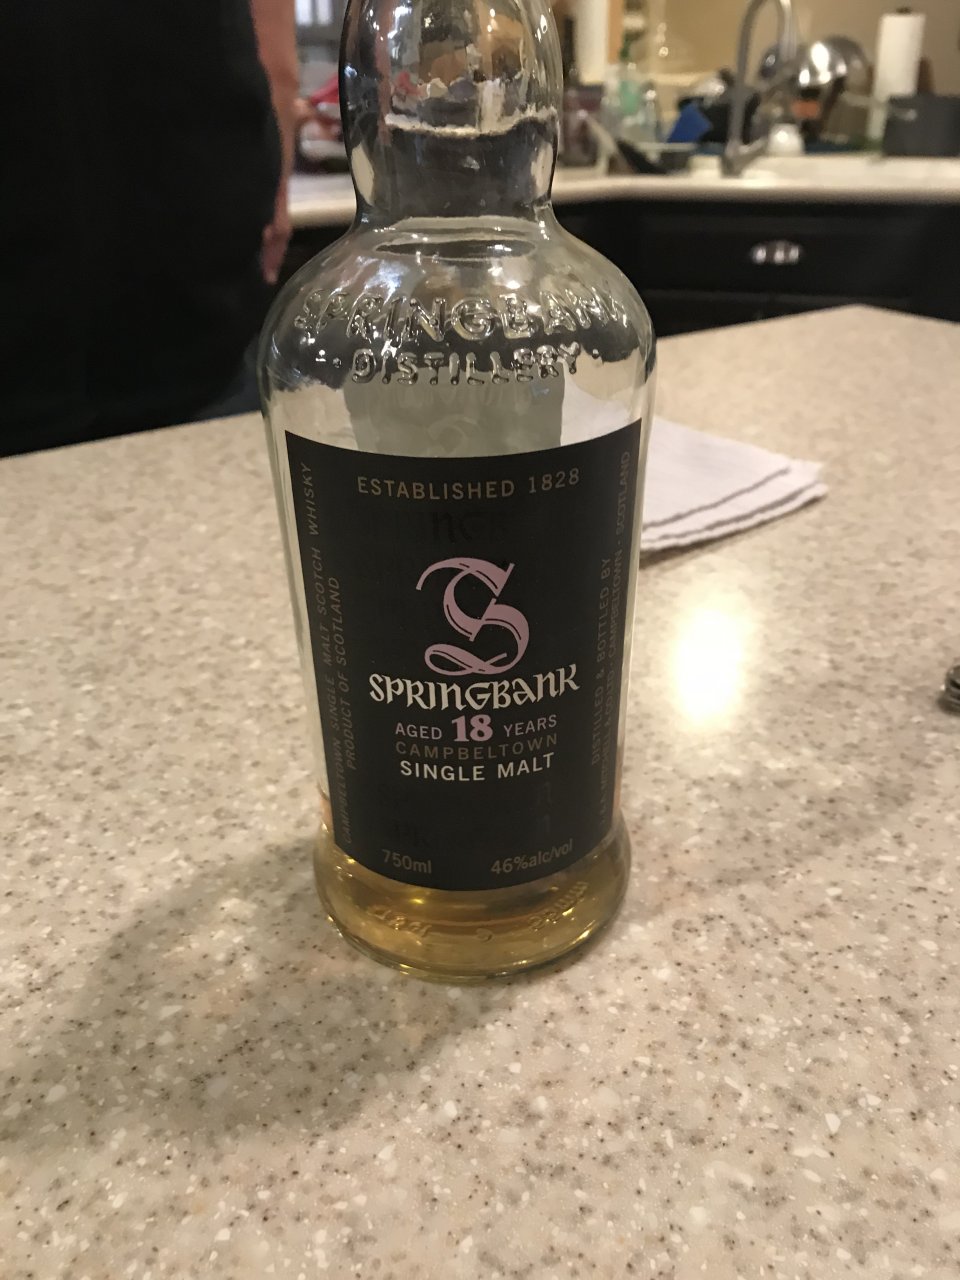 SPRINGBANK
DISTILLERY
ESTABLISHED 1828
S
SPRINGBANK
AGED 18 YEARS
CAMPBELTOWN
SINGLE MALT
750ml 46%alc/vol
CAMPBELTOWN SINGLE MALT SCOTCH WHISKY
PRODUCT OF SCOTLAND
DISTILLED & BOTTLED BY
CAMPBELTOWN · SCOTLAND